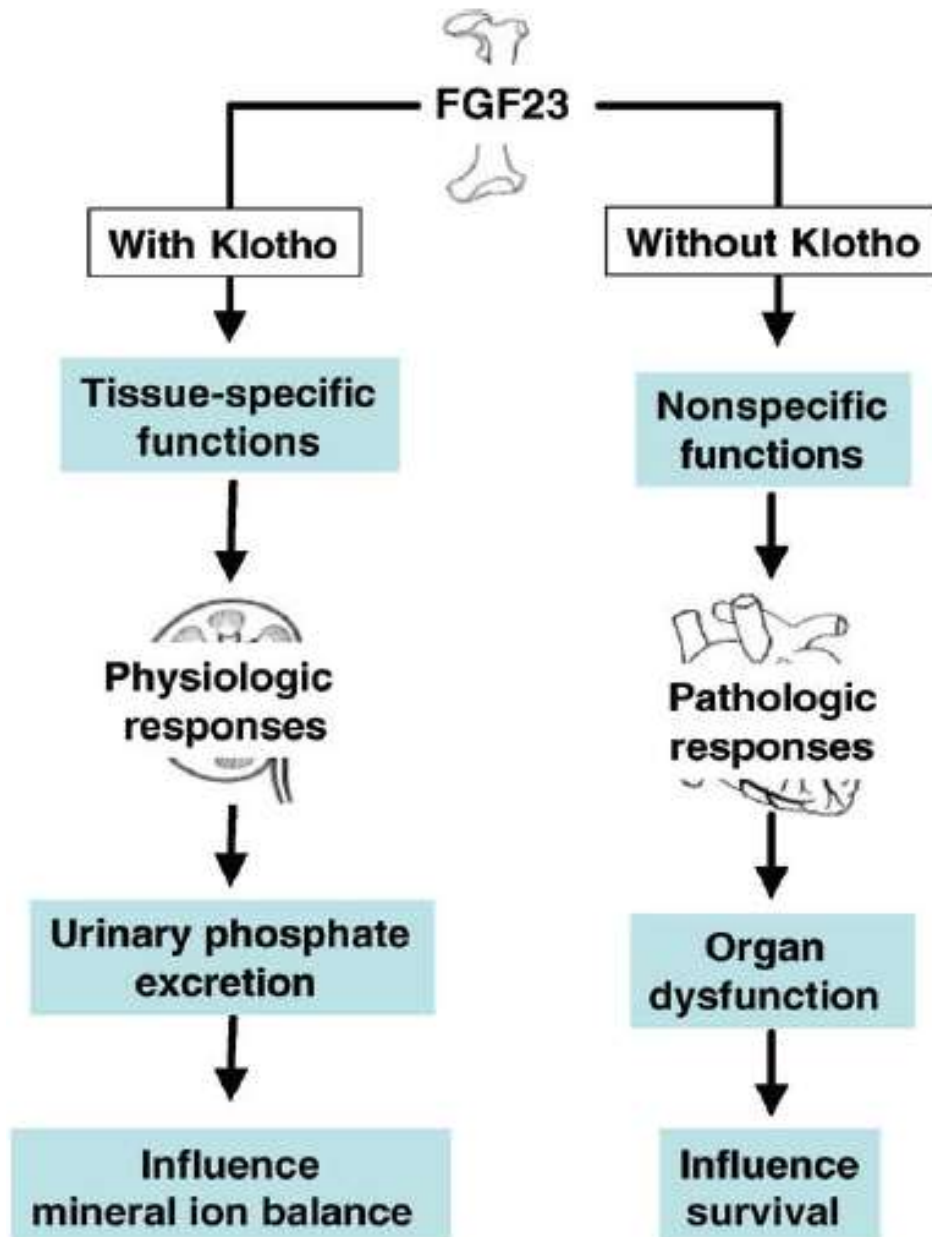 FGF23
With Klotho
Without Klotho
Tissue-specific
functions
Nonspecific
functions
Physiologic
responses
Pathologic
responses
Urinary phosphate
excretion
Organ
dysfunction
Influence
mineral ion balance
Influence
survival